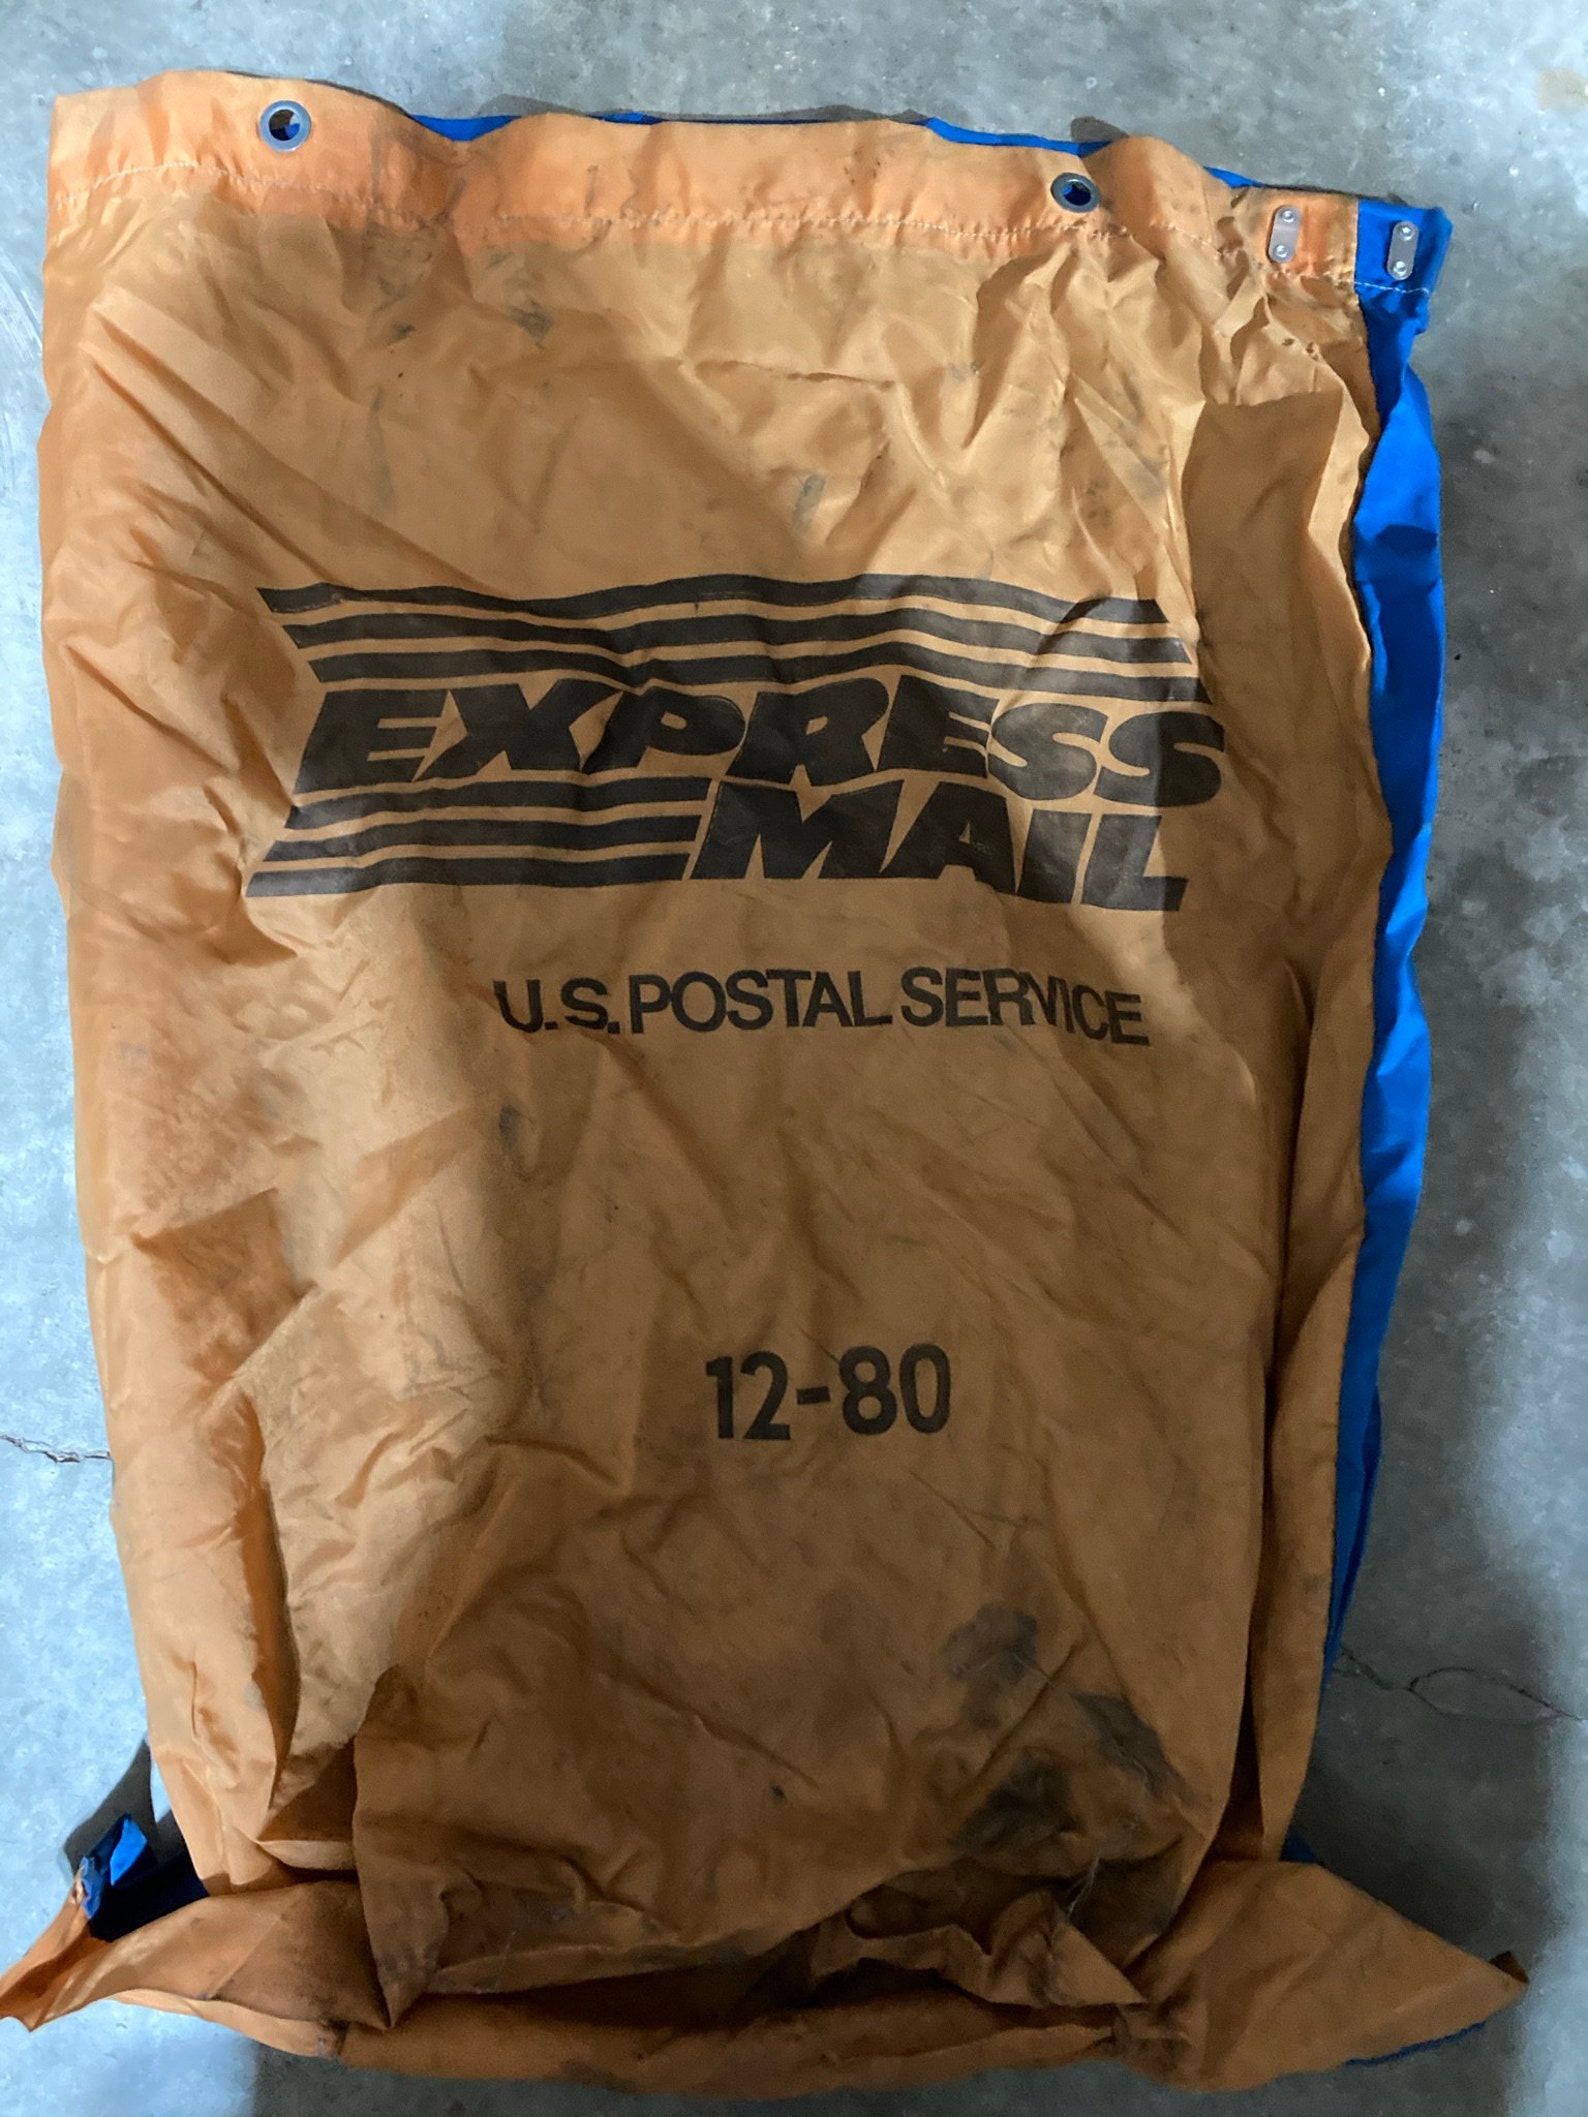 EXPRESS
MAIL
U.S. POSTAL SERVICE
12-80